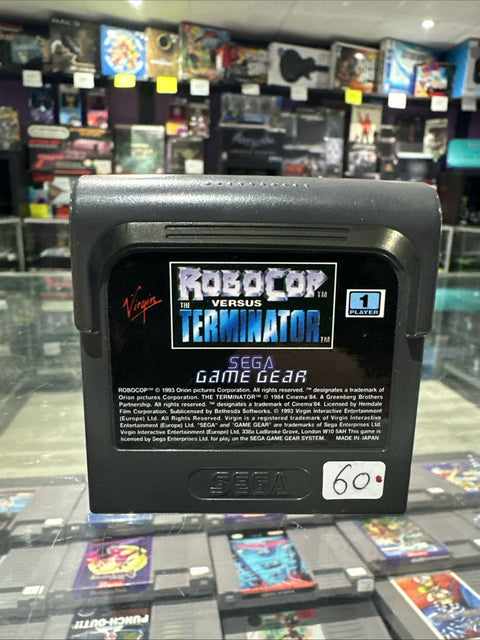 ROBOCOP TM
VERSUS
THE TERMINATOR TM
Virgin
1
PLAYER
SEGA
GAME GEAR
ROBOCOP™ © 1993 Orion pictures Corporation. All rights reserved. ™ designates a trademark of
Orion pictures Corporation. THE TERMINATOR™ © 1984 Cinema'84. A Greenberg Brothers
Partnership. All rights reserved. ™ designates a trademark of Cinema'84. Licensed by Hemdale
Film Corporation. Sublicensed by Bethesda Softworks. © 1993 Virgin Interactive Entertainment
(Europe) Ltd. All Rights Reserved. Virgin is a registered trademark of Virgin Interactive
Entertainment (Europe) Ltd. "SEGA" and "GAME GEAR" are trademarks of Sega Enterprises Ltd.
Virgin Interactive Entertainment (Europe) Ltd, 338a Ladbroke Grove, London W10 5AH This game is
licensed by Sega Enterprises Ltd. for play on the SEGA GAME GEAR SYSTEM. MADE IN JAPAN
SEGA
60
PUNCH-OUT!!